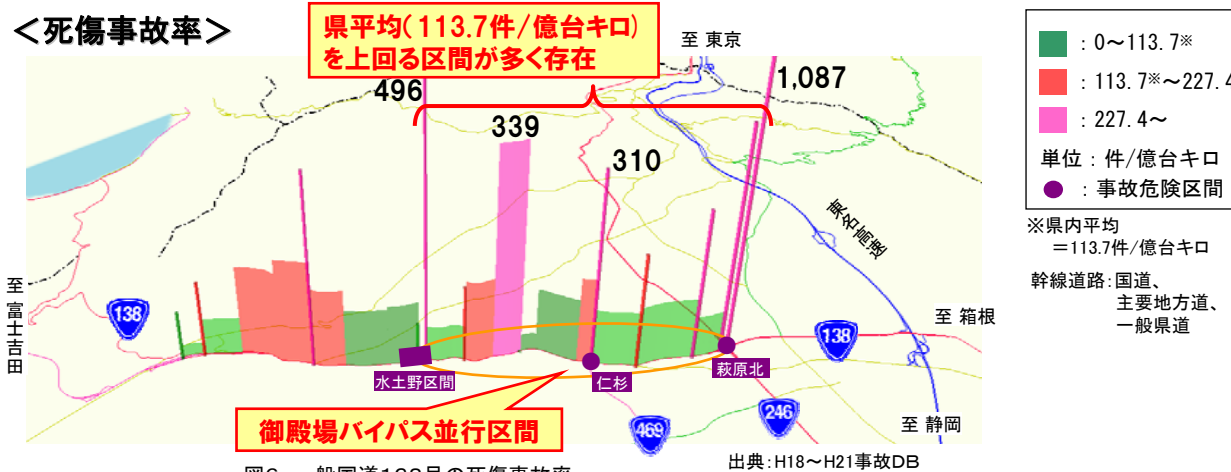 ＜死傷事故率＞
県平均（113.7件/億台キロ）
を上回る区間が多く存在
至 東京
496
339
310
1,087
東名高速
至 富士吉田
138
138
至 箱根
水土野区間
仁杉
萩原北
御殿場バイパス並行区間
469
246
至 静岡
出典：H18～H21事故DB
：0～113.7※
：113.7※～227.4
：227.4～
単位：件/億台キロ
：事故危険区間
※県内平均
＝113.7件/億台キロ
幹線道路：国道、
主要地方道、
一般県道